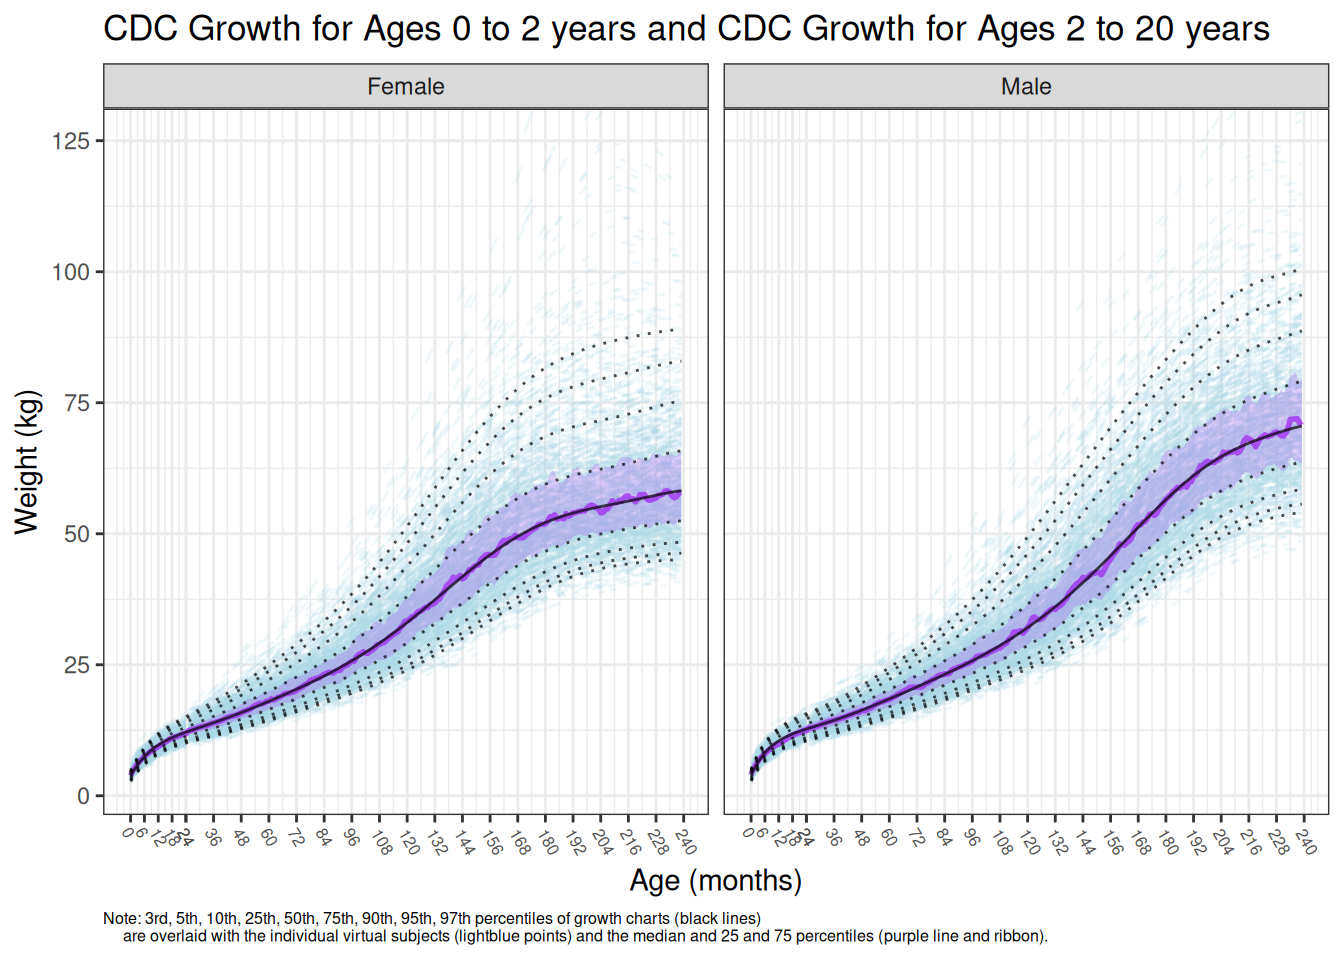 CDC Growth for Ages 0 to 2 years and CDC Growth for Ages 2 to 20 years
Female Male
Weight (kg)
125
100
75
50
25
0
0 6 12 18 24 36 48 60 72 84 96 108 120 132 144 156 168 180 192 204 216 228 240
0 6 12 18 24 36 48 60 72 84 96 108 120 132 144 156 168 180 192 204 216 228 240
Age (months)
Note: 3rd, 5th, 10th, 25th, 50th, 75th, 90th, 95th, 97th percentiles of growth charts (black lines)
are overlaid with the individual virtual subjects (lightblue points) and the median and 25 and 75 percentiles (purple line and ribbon).